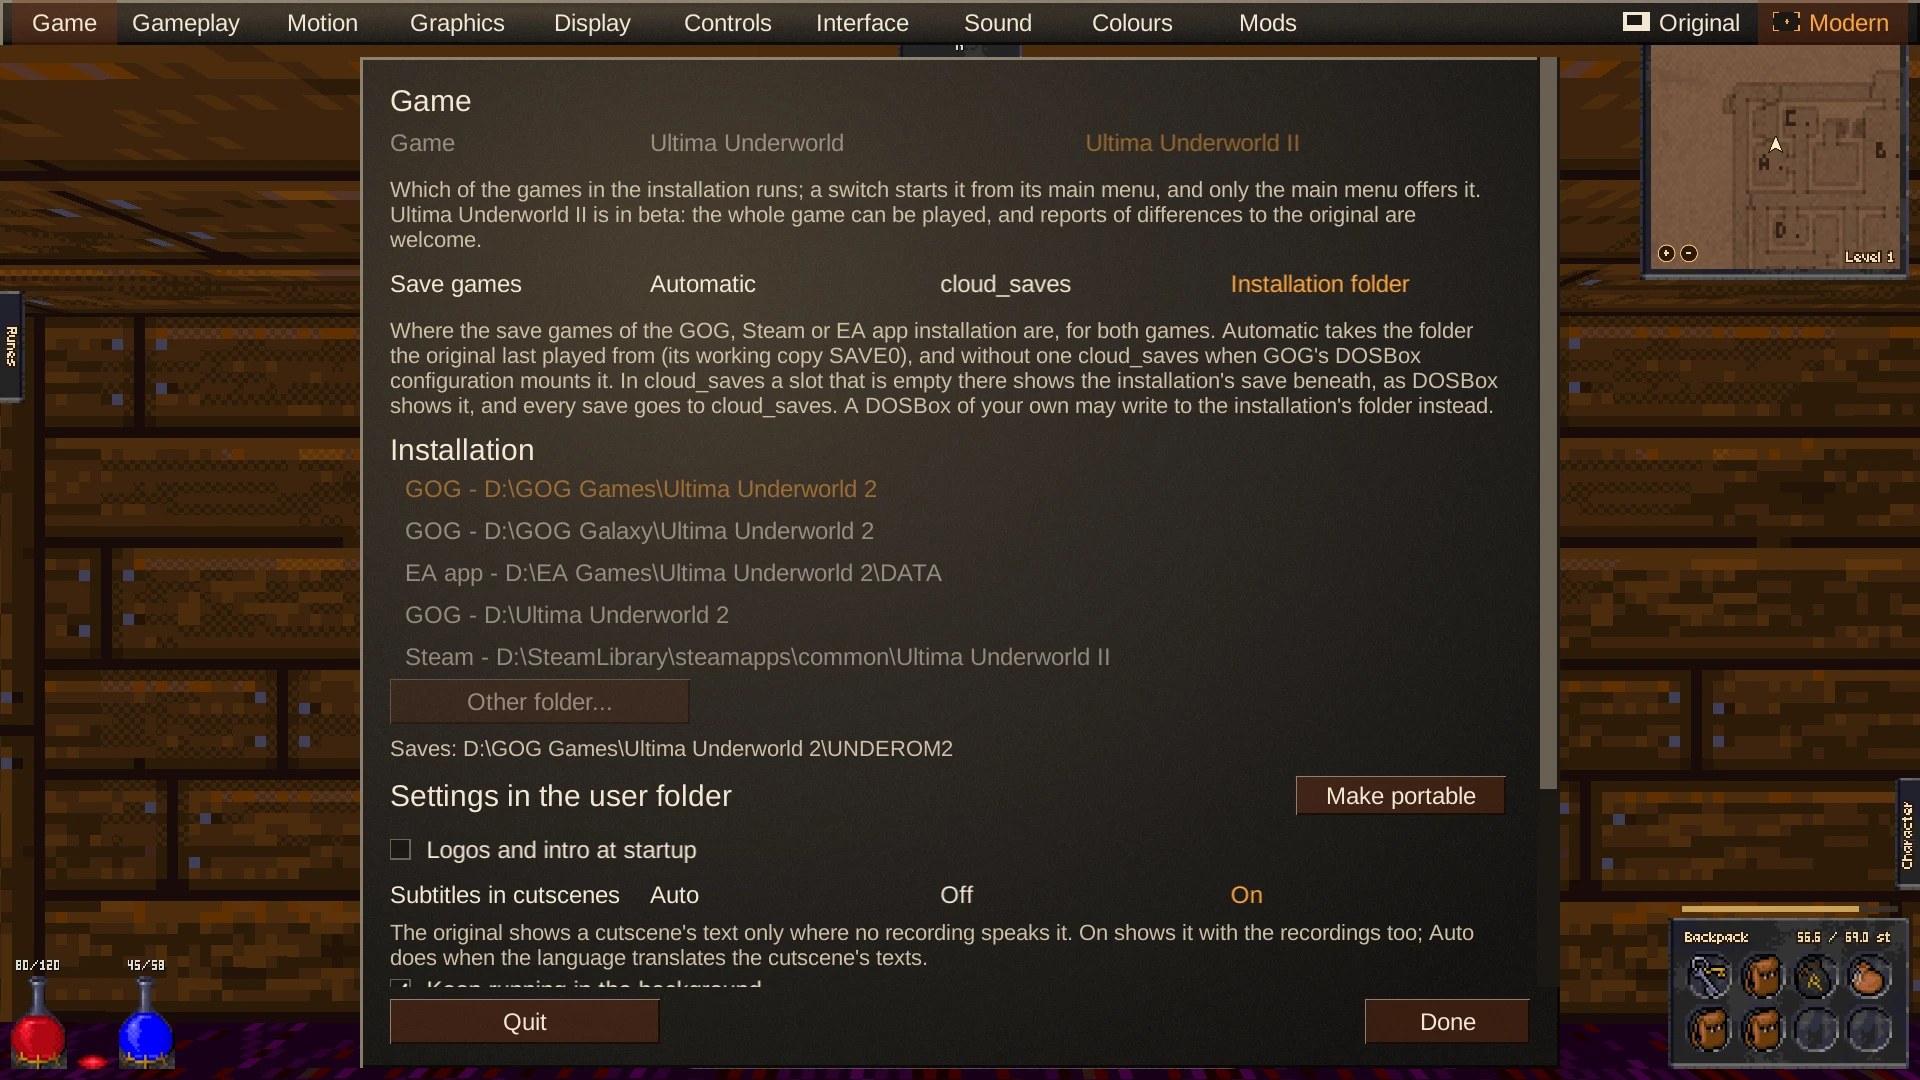 Game Gameplay Motion Graphics Display Controls Interface Sound Colours Mods Original Modern
Game
Game Ultima Underworld Ultima Underworld II
Which of the games in the installation runs; a switch starts it from its main menu, and only the main menu offers it.
Ultima Underworld II is in beta: the whole game can be played, and reports of differences to the original are
welcome.
Save games Automatic cloud_saves Installation folder
Where the save games of the GOG, Steam or EA app installation are, for both games. Automatic takes the folder
the original last played from (its working copy SAVE0), and without one cloud_saves when GOG's DOSBox
configuration mounts it. In cloud_saves a slot that is empty there shows the installation's save beneath, as DOSBox
shows it, and every save goes to cloud_saves. A DOSBox of your own may write to the installation's folder instead.
Installation
GOG - D:\GOG Games\Ultima Underworld 2
GOG - D:\GOG Galaxy\Ultima Underworld 2
EA app - D:\EA Games\Ultima Underworld 2\DATA
GOG - D:\Ultima Underworld 2
Steam - D:\SteamLibrary\steamapps\common\Ultima Underworld II
Other folder...
Saves: D:\GOG Games\Ultima Underworld 2\UNDEROM2
Settings in the user folder Make portable
Logos and intro at startup
Subtitles in cutscenes Auto Off On
The original shows a cutscene's text only where no recording speaks it. On shows it with the recordings too; Auto
does when the language translates the cutscene's texts.
Keep running in the background
Quit Done
Runes
80/120 45/58
C .
A .
B .
D .
Level 1
Character
Backpack 56.6 / 69.0 st